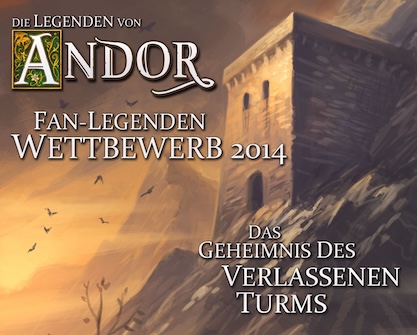 DIE LEGENDEN VON
ANDOR
FAN-LEGENDEN
WETTBEWERB 2014
DAS
GEHEIMNIS DES
VERLASSENEN
TURMS